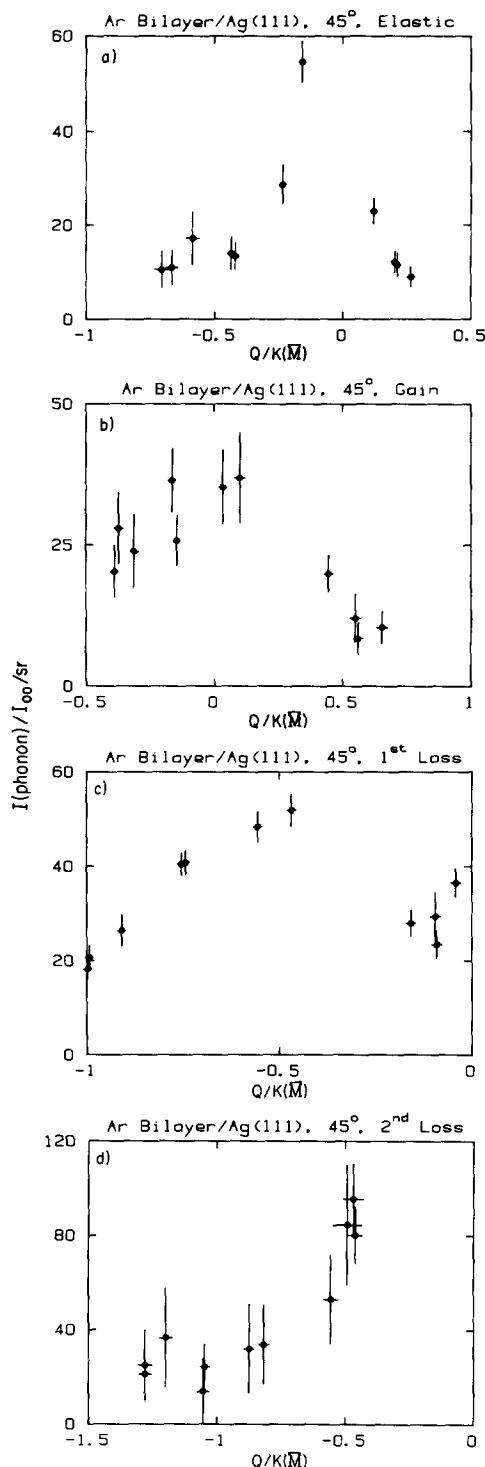 Ar Bilayer/Ag(111), 45°, Elastic
a)
60
40
20
0
-1
-0.5
0
0.5
Q/K(M̅)
Ar Bilayer/Ag(111), 45°, Gain
b)
50
25
0
-0.5
0
0.5
1
Q/K(M̅)
I(phonon)/I₀₀/sr
Ar Bilayer/Ag(111), 45°, 1st Loss
c)
60
40
20
0
-1
-0.5
0
Q/K(M̅)
Ar Bilayer/Ag(111), 45°, 2nd Loss
d)
120
80
40
0
-1.5
-1
-0.5
0
Q/K(M̅)